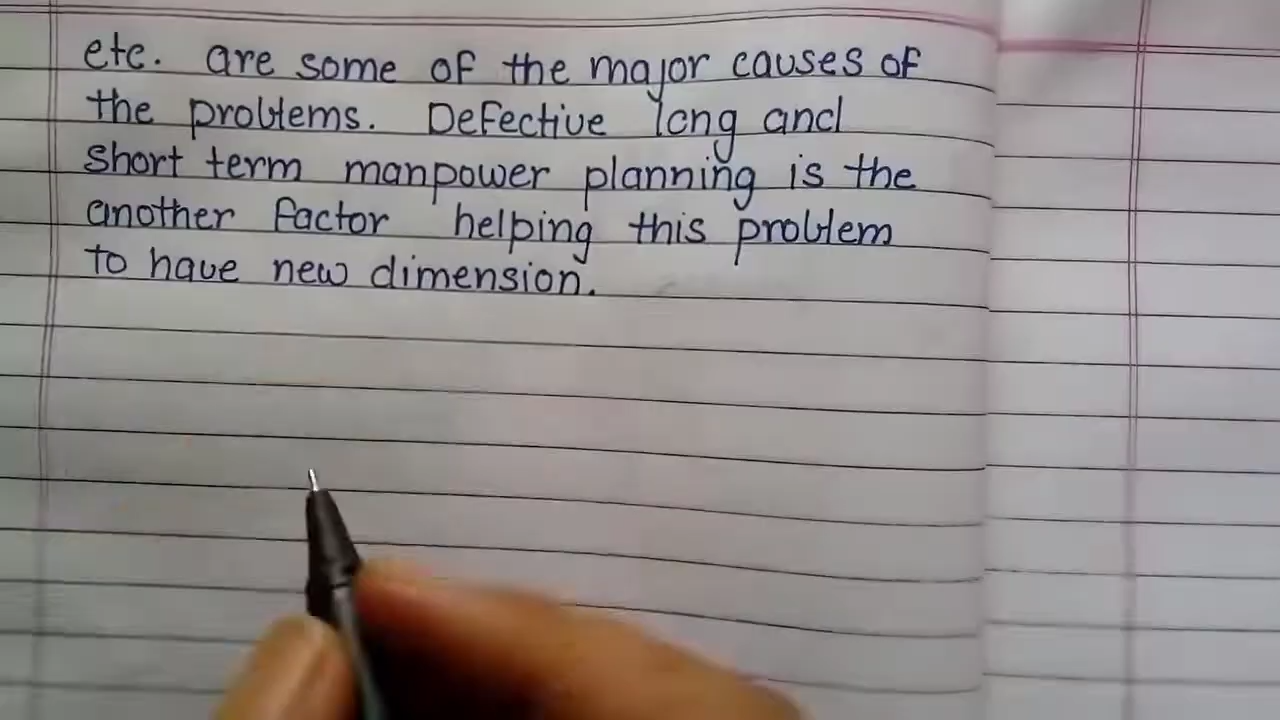 etc. are some of the major causes of
the problems. Defective long and
short term manpower planning is the
another factor helping this problem
to have new dimension.